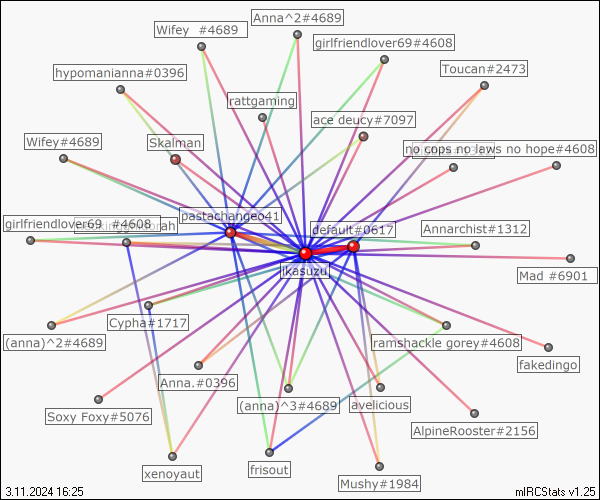 Anna^2#4689
Wifey #4689
girlfriendlover69#4608
Toucan#2473
hypomanianna#0396
rattgaming
ace deucy#7097
Wifey#4689
Skalman
no cops no laws no hope#4608
pastachangeo41
girlfriendlover69 #4608
default#0617
Annarchist#1312
jkasuzu
Mad #6901
Cypha#1717
(anna)^2#4689
ramshackle gorey#4608
fakedingo
Anna.#0396
Soxy Foxy#5076
(anna)^3#4689
avelicious
AlpineRooster#2156
xenoyaut
frisout
Mushy#1984
3.11.2024 16:25
mIRCStats v1.25